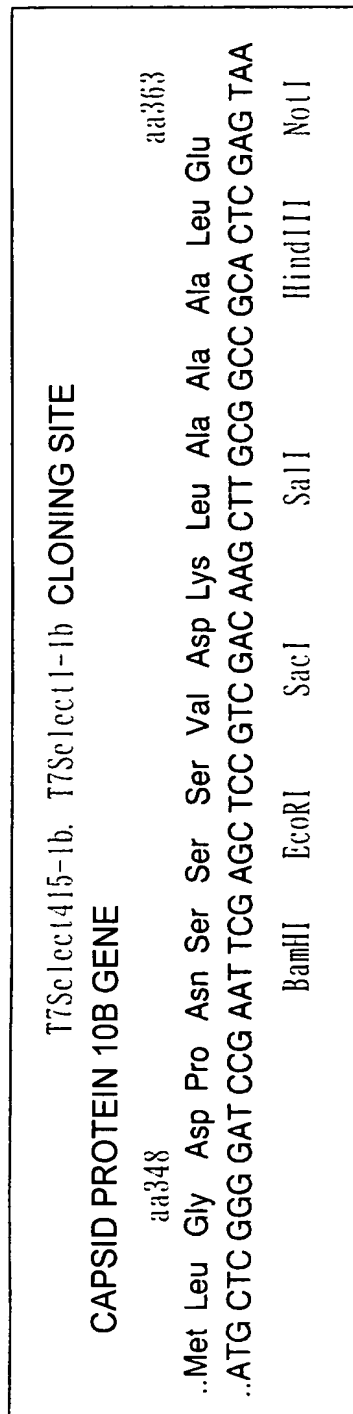 T7Select415-1b. T7Select1-1b CLONING SITE
CAPSID PROTEIN 10B GENE
aa348 aa363
..Met Leu Gly Asp Pro Asn Ser Ser Ser Val Asp Lys Leu Ala Ala Ala Leu Glu
..ATG CTC GGG GAT CCG AAT TCG AGC TCC GTC GAC AAG CTT GCG GCC GCA CTC GAG TAA
BamHI EcoRI SacI SalI HindIII NotI